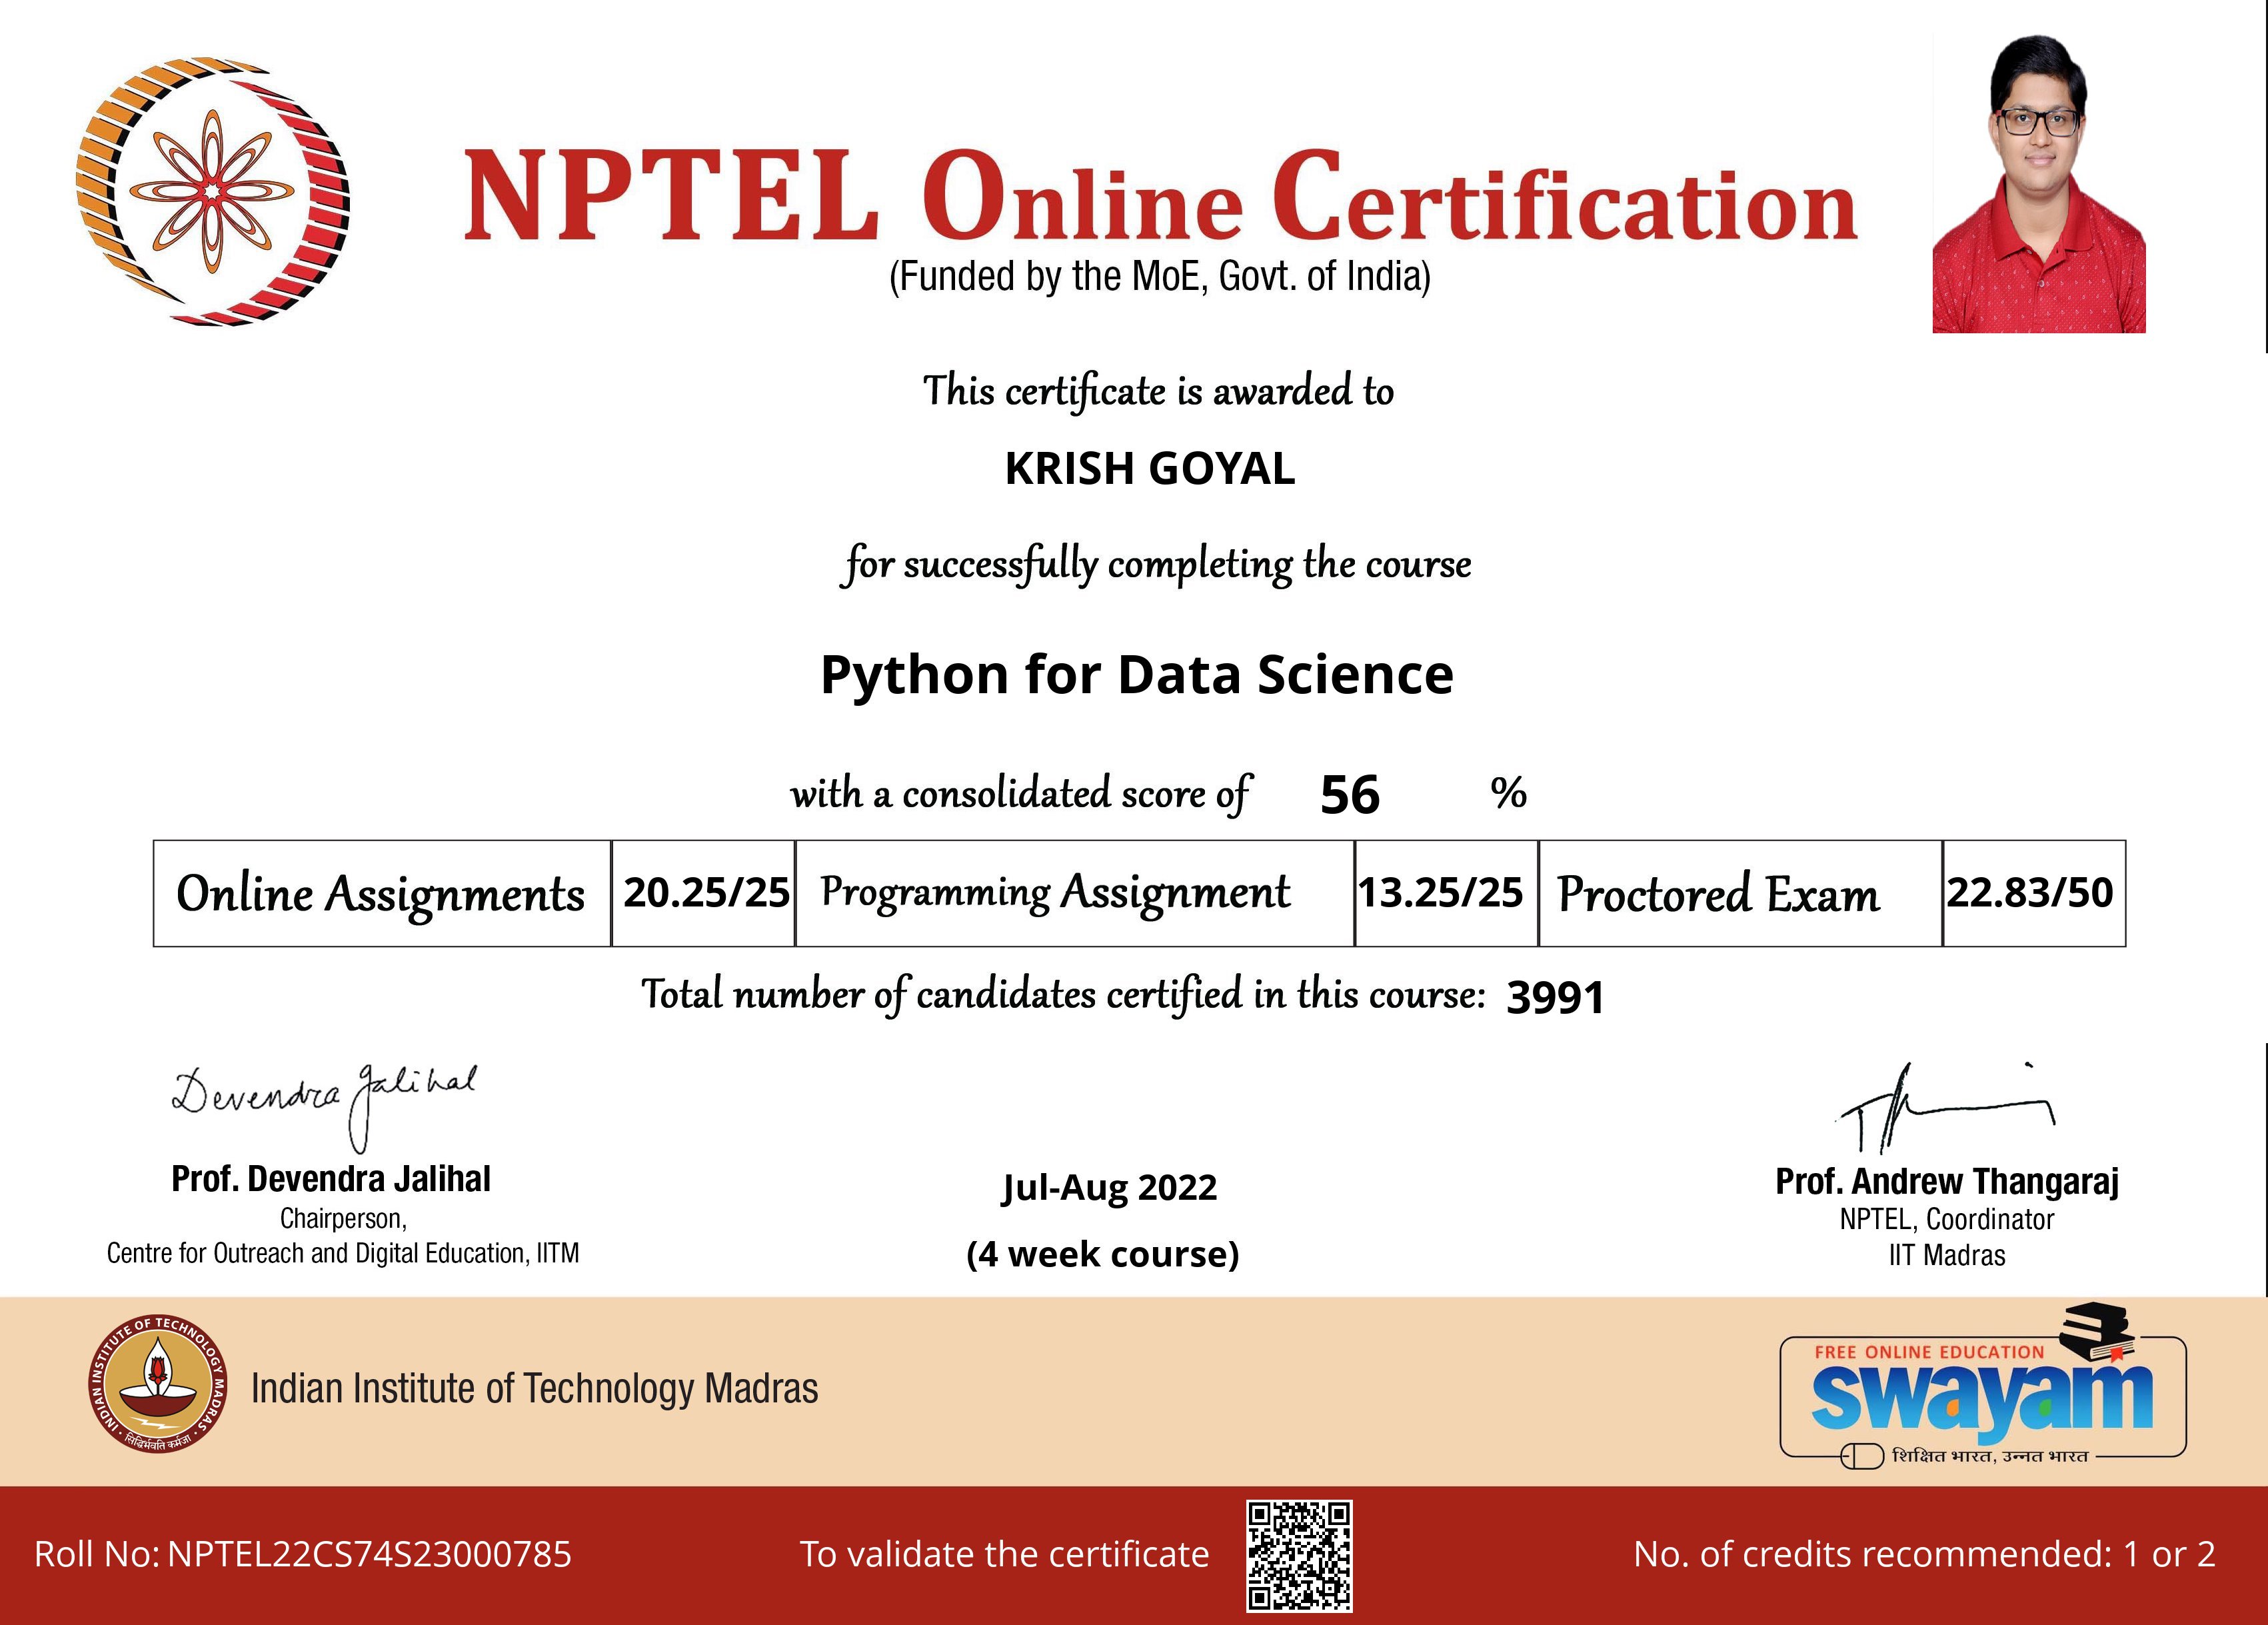 NPTEL Online Certification
(Funded by the MoE, Govt. of India)
This certificate is awarded to
KRISH GOYAL
for successfully completing the course
Python for Data Science
with a consolidated score of 56 %
Online Assignments 20.25/25 Programming Assignment 13.25/25 Proctored Exam 22.83/50
Total number of candidates certified in this course: 3991
Devendra Jalihal
Prof. Devendra Jalihal
Chairperson,
Centre for Outreach and Digital Education, IITM
Jul-Aug 2022
(4 week course)
Prof. Andrew Thangaraj
NPTEL, Coordinator
IIT Madras
INDIAN INSTITUTE OF TECHNOLOGY MADRAS
सिद्धिर्भवति कर्मजा
Indian Institute of Technology Madras
FREE ONLINE EDUCATION
swayam
शिक्षित भारत, उन्नत भारत
Roll No: NPTEL22CS74S23000785
To validate the certificate
No. of credits recommended: 1 or 2